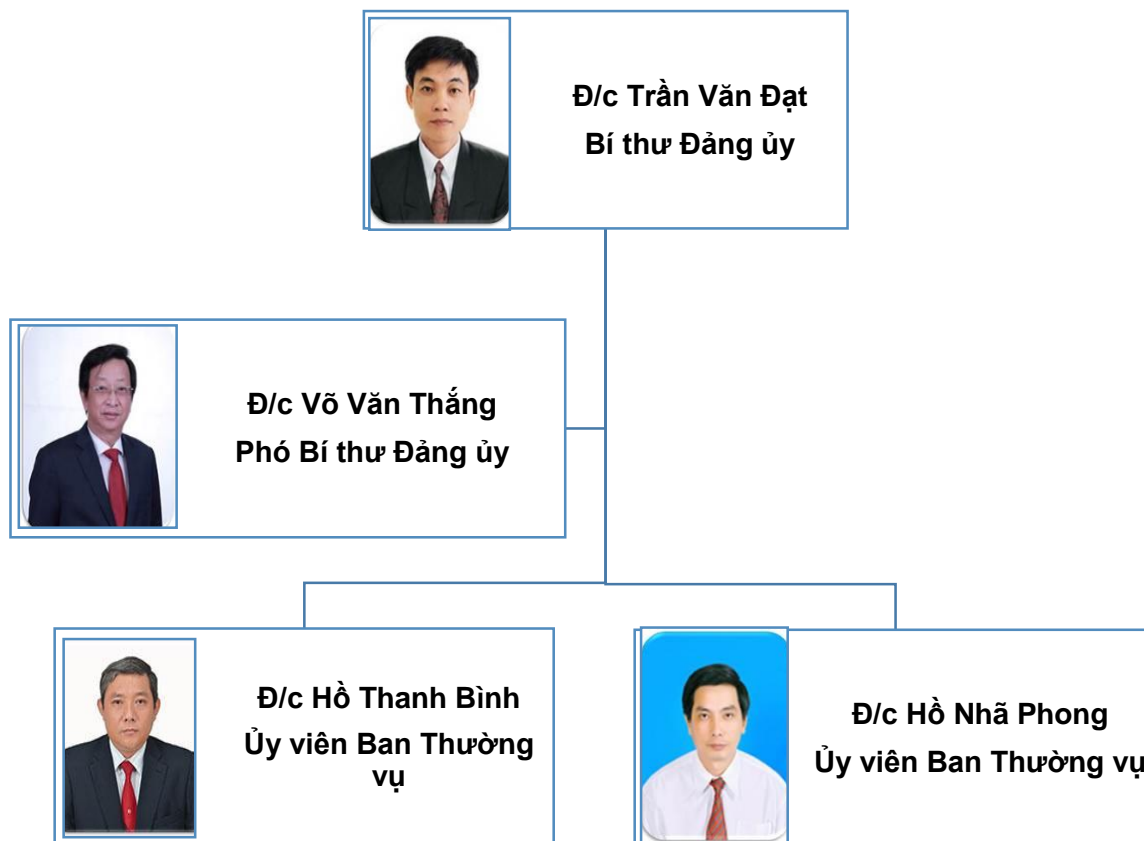 Đ/c Trần Văn Đạt
Bí thư Đảng ủy
Đ/c Võ Văn Thắng
Phó Bí thư Đảng ủy
Đ/c Hồ Thanh Bình
Ủy viên Ban Thường
vụ
Đ/c Hồ Nhã Phong
Ủy viên Ban Thường vụ